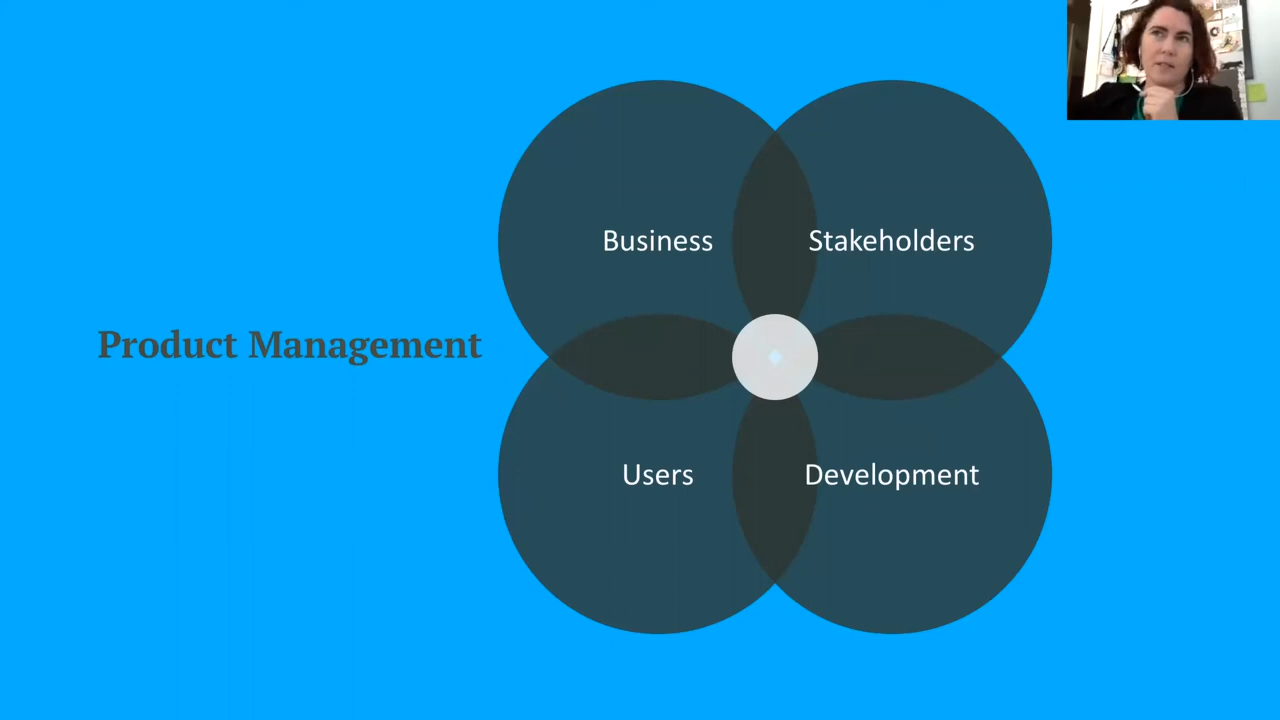 Business
Stakeholders
Product Management
Users
Development